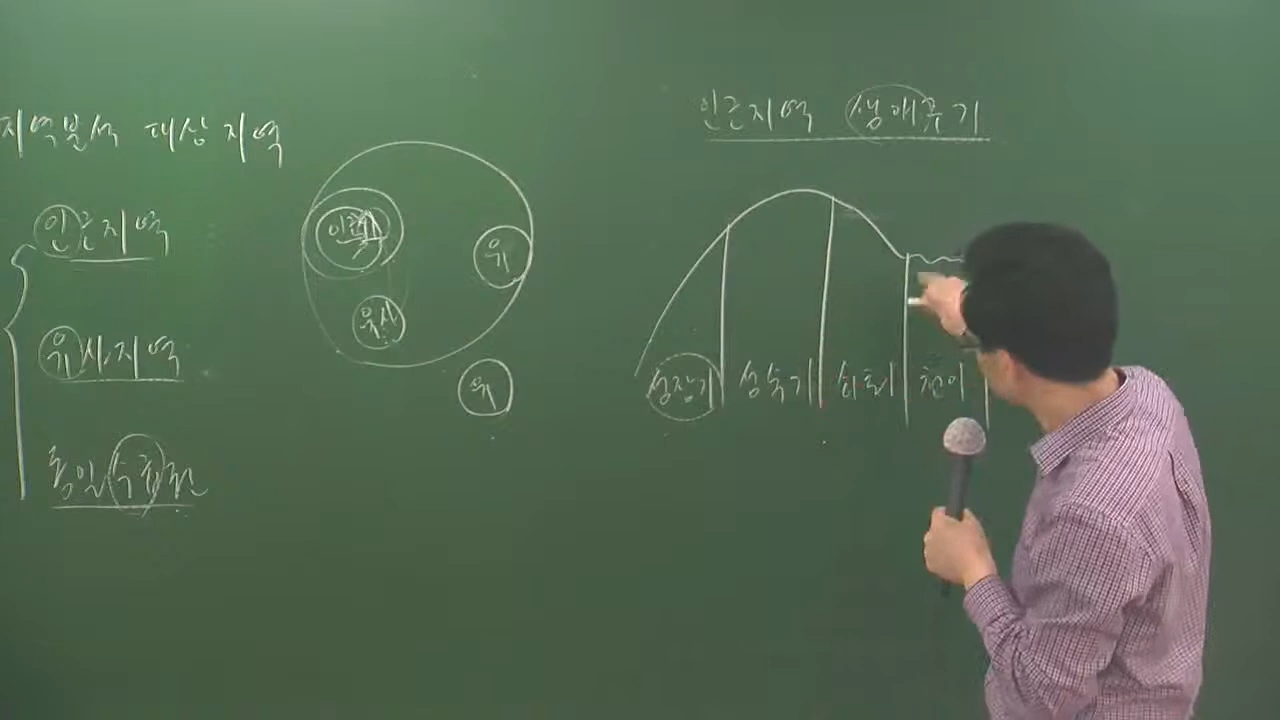 지역분석 대상 지역
인근지역
유사지역
동일수급권
인근
유
유사
유
인근지역 생애주기
성장기 성숙기 쇠퇴기 천이